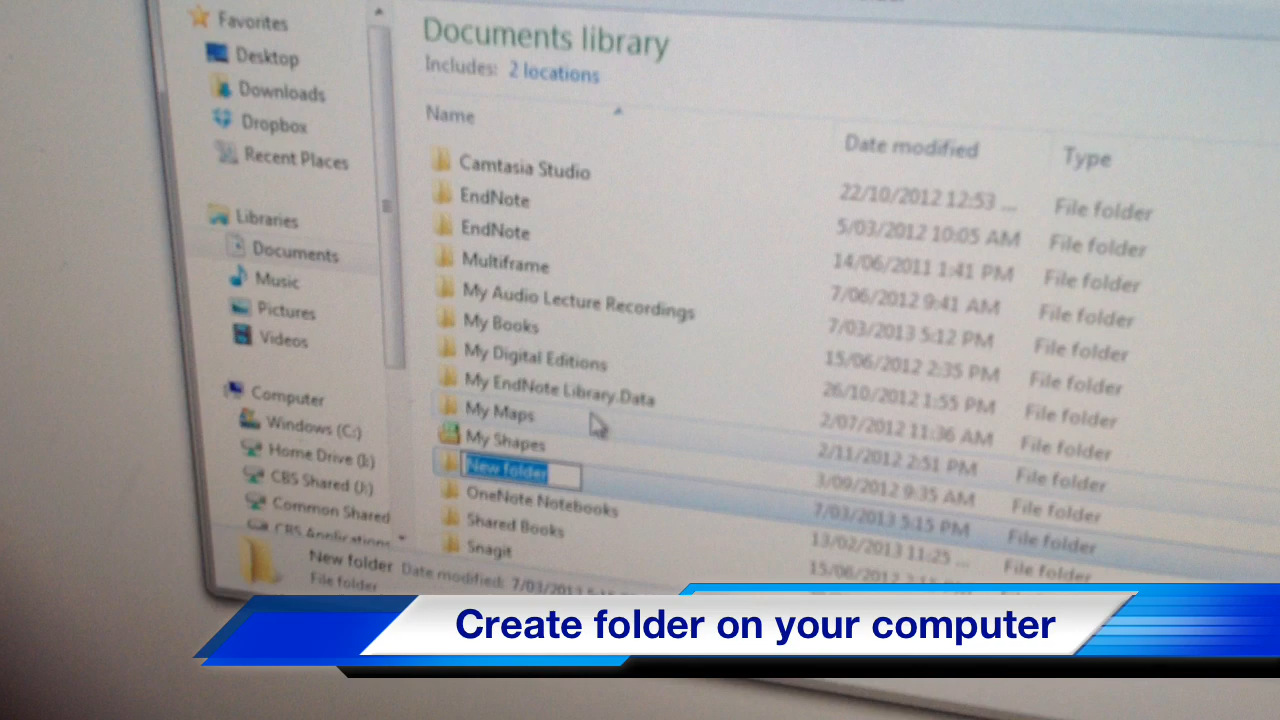 Favorites
Desktop
Downloads
Dropbox
Recent Places
Libraries
Documents
Music
Pictures
Videos
Computer
Windows (C:)
Home Drive (I:)
CBS Shared (J:)
Common Shared
CBS Applications
Documents library
Includes: 2 locations
Name Date modified Type
Camtasia Studio 22/10/2012 12:53 ... File folder
EndNote 5/03/2012 10:05 AM File folder
EndNote 14/06/2011 1:41 PM File folder
Multiframe 7/06/2012 9:41 AM File folder
My Audio Lecture Recordings 7/03/2013 5:12 PM File folder
My Books 15/06/2012 2:35 PM File folder
My Digital Editions 26/10/2012 1:55 PM File folder
My EndNote Library.Data 2/07/2012 11:36 AM File folder
My Maps 2/11/2012 2:51 PM File folder
My Shapes 3/09/2012 9:35 AM File folder
New folder 7/03/2013 5:15 PM File folder
OneNote Notebooks 13/02/2013 11:25 ... File folder
Shared Books 15/06/2012
Snagit
New folder Date modified: 7/03/2013
File folder
Create folder on your computer